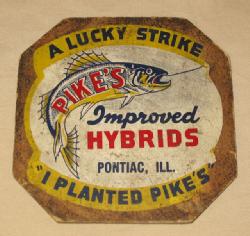 A LUCKY STRIKE
PIKE'S
Improved
HYBRIDS
PONTIAC, ILL.
"I PLANTED PIKE'S"